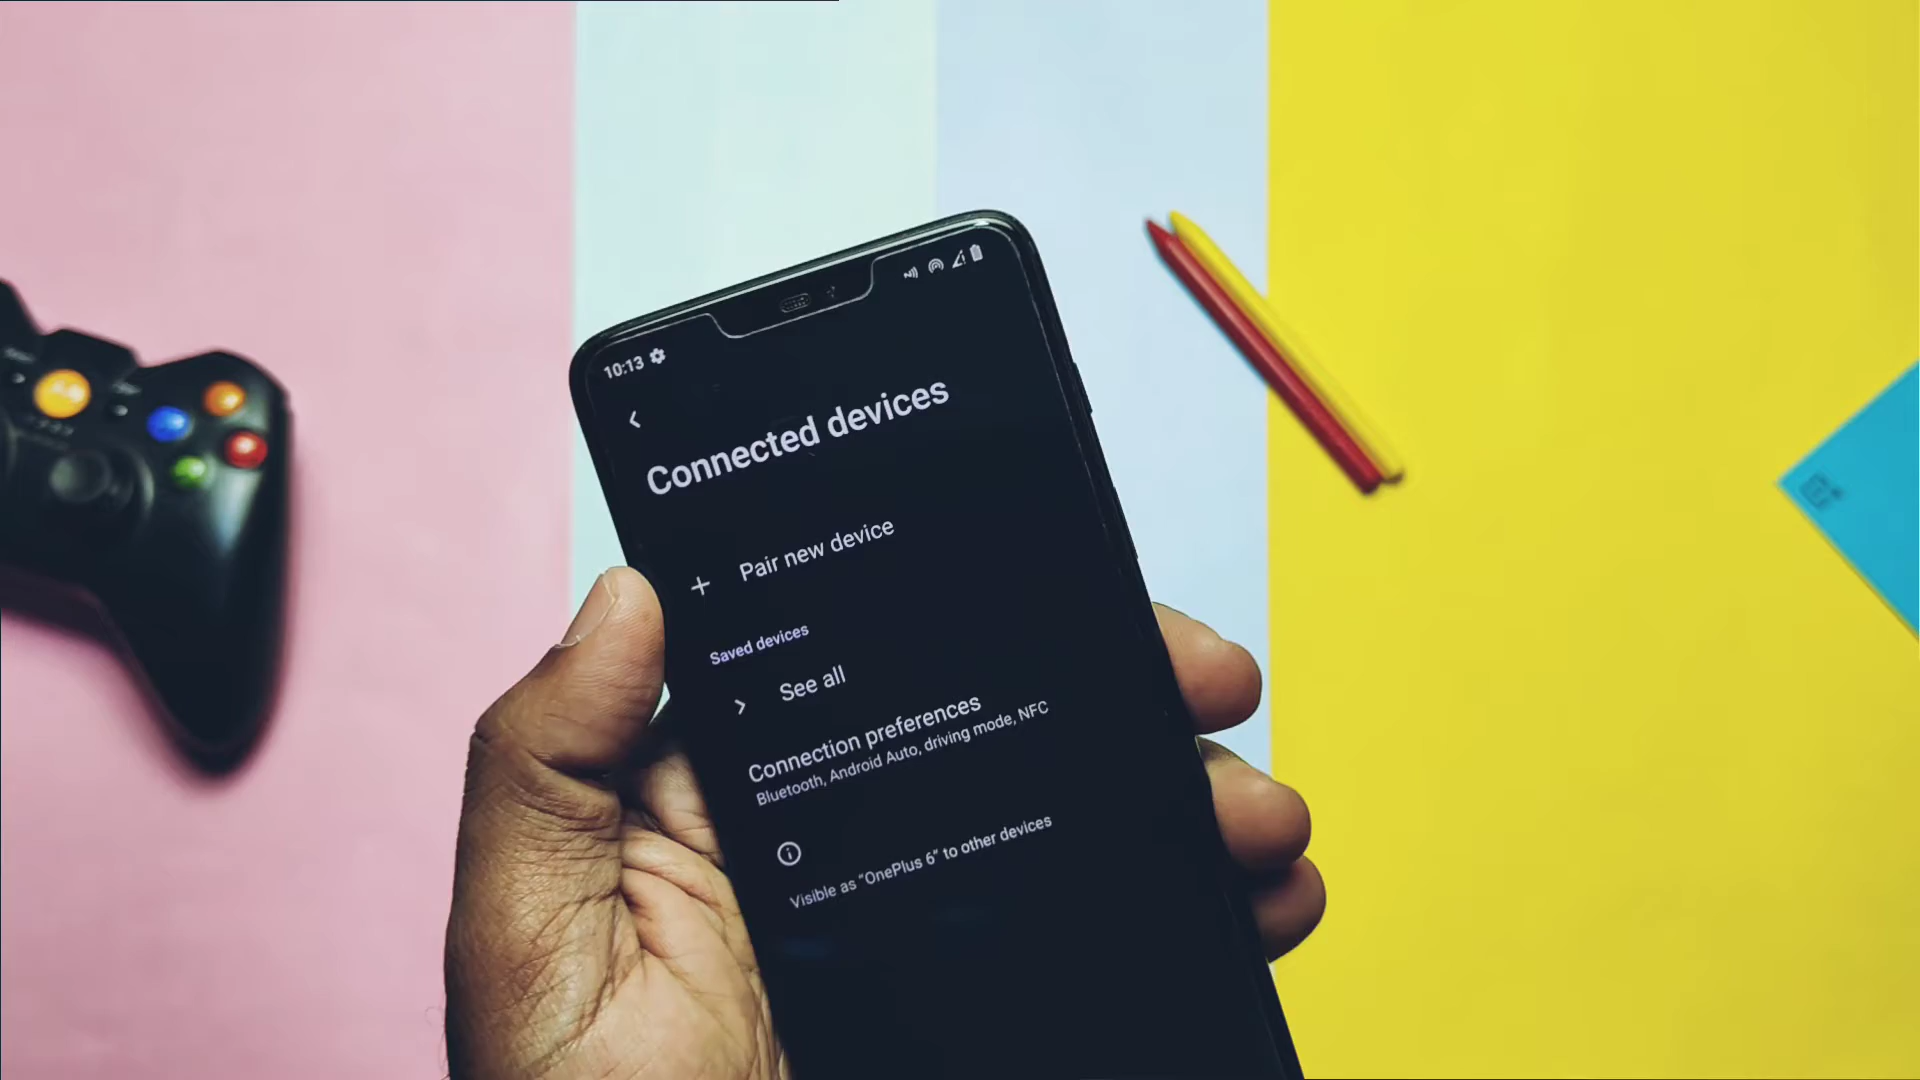 10:13
Connected devices
Pair new device
Saved devices
See all
Connection preferences
Bluetooth, Android Auto, driving mode, NFC
Visible as “OnePlus 6” to other devices